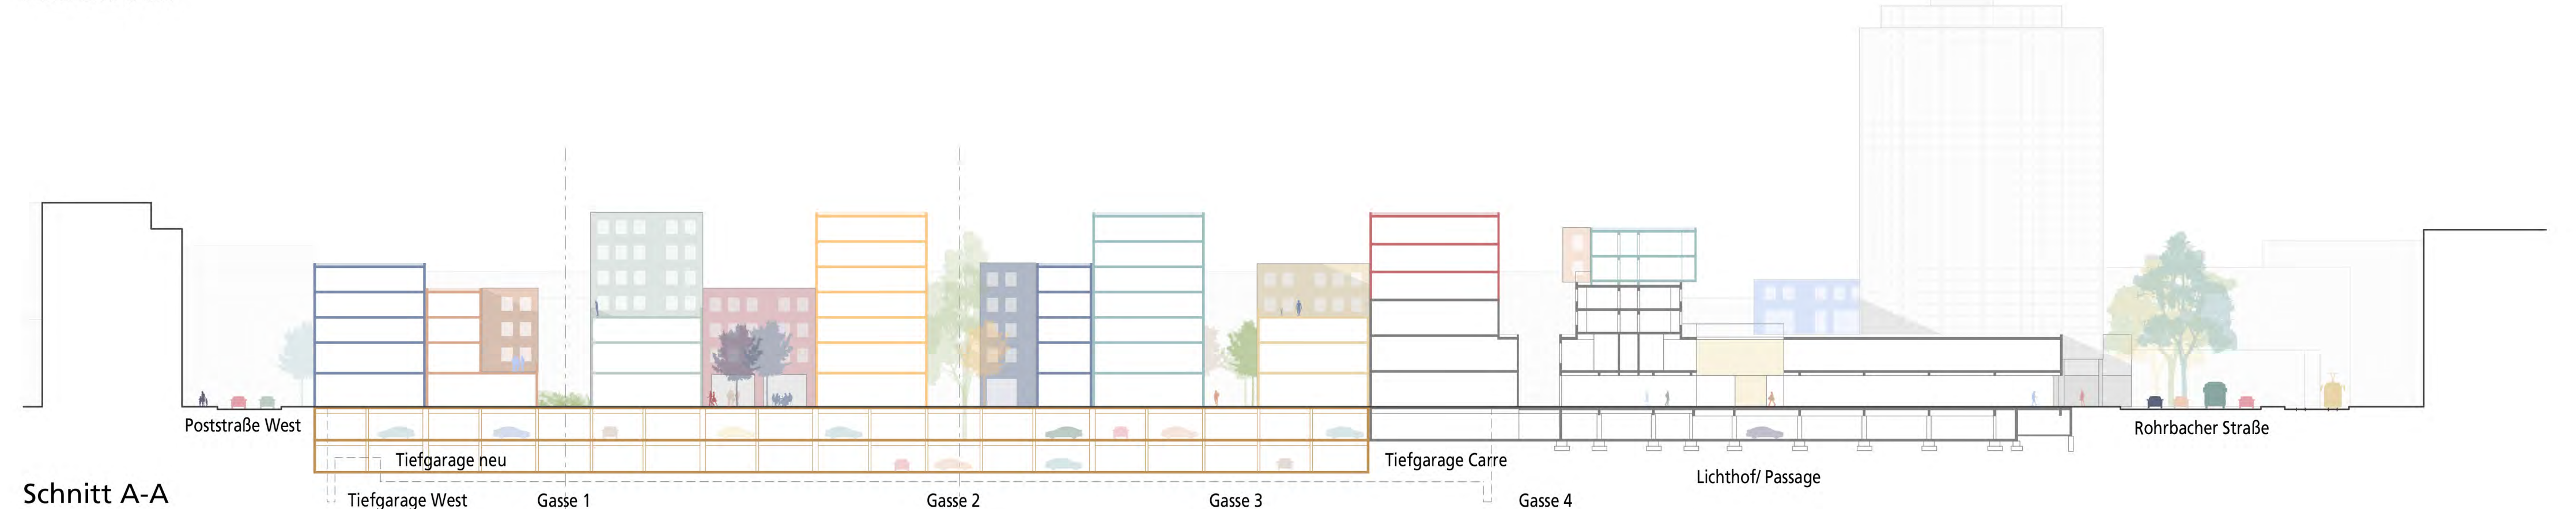 Poststraße West
Rohrbacher Straße
Tiefgarage neu
Tiefgarage Carre
Lichthof/ Passage
Schnitt A-A
Tiefgarage West
Gasse 1
Gasse 2
Gasse 3
Gasse 4